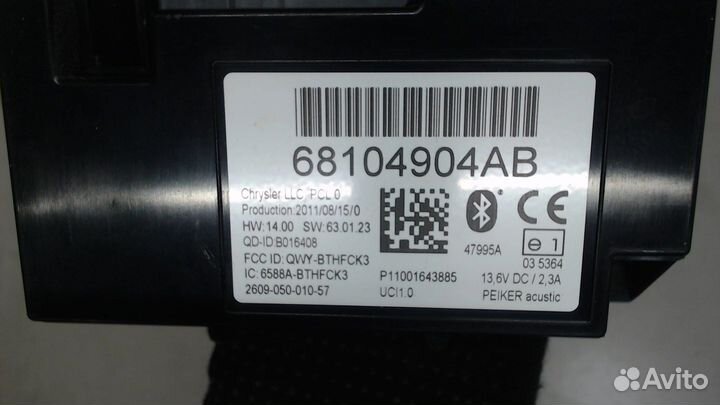 68104904AB
Chrysler LLC PCL 0
Production:2011/08/15/0
HW:14.00 SW:63.01.23
QD-ID:B016408
FCC ID: QWY-BTHFCK3
IC: 6588A-BTHFCK3
2609-050-010-57
P11001643885
UCI1.0
47995A
CE
e 1
03 5364
13,6V DC / 2,3A
PEIKER acustic
Avito